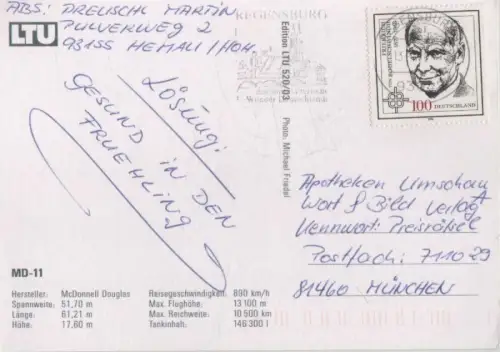 ABS: DREUSCHL MARTIN
PULVERWEG 2
93155 HEMAU/HOH.
LTU
REGENSBURG
Edition LTU 520/03 Photo: Michael Friedel
100 DEUTSCHLAND
LÖSUNG:
GESUND IN DEN
FRUEHLING
Apotheken Umschau
Wort & Bild Verlag
Kennwort: Preisrätsel
Postfach: 711029
81460 MÜNCHEN
MD-11
Hersteller: McDonnell Douglas Reisegeschwindigkeit: 890 km/h
Spannweite: 51,70 m Max. Flughöhe: 13 100 m
Länge: 61,21 m Max. Reichweite: 10 500 km
Höhe: 17,60 m Tankinhalt: 146 300 l